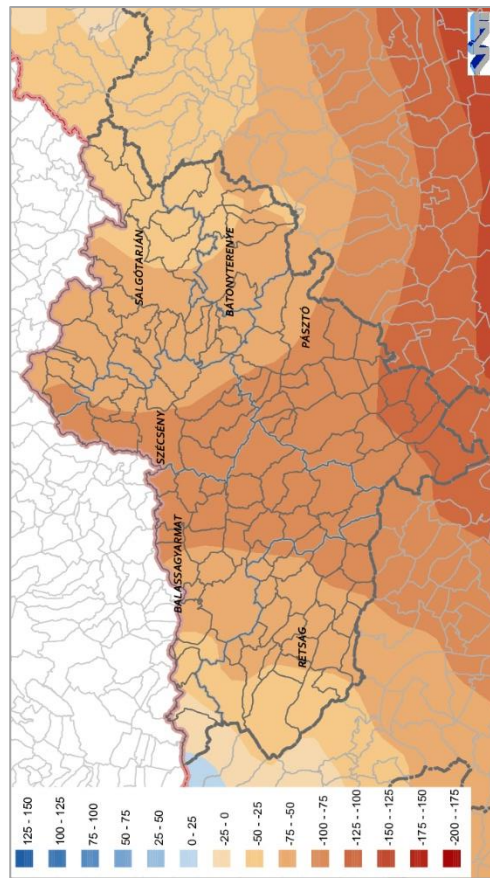 125 - 150
100 - 125
75 - 100
50 - 75
25 - 50
0 - 25
-25 - 0
-50 - -25
-75 - -50
-100 - -75
-125 - -100
-150 - -125
-175 - -150
-200 - -175
SALGÓTARJÁN
SZÉCSÉNY
BALASSAGYARMAT
BÁTONYTERENYE
RÉTSÁG
PÁSZTÓ